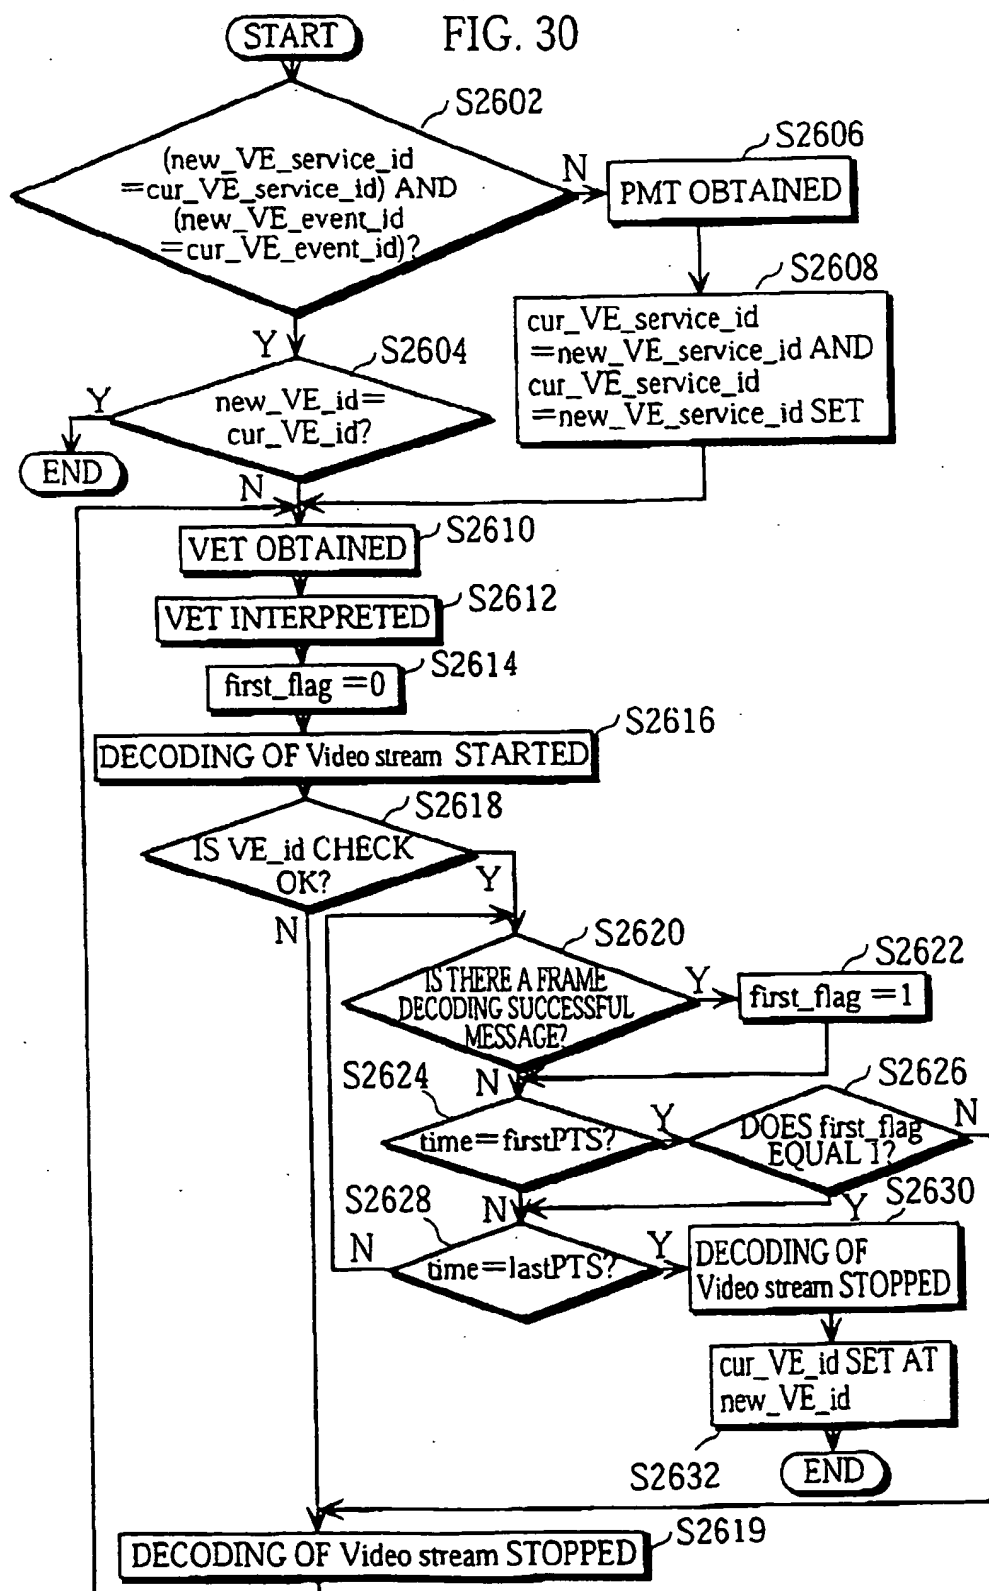 FIG. 30
START
S2602
(new_VE_service_id
=cur_VE_service_id) AND
(new_VE_event_id
=cur_VE_event_id)?
N
S2606
PMT OBTAINED
S2608
cur_VE_service_id
=new_VE_service_id AND
cur_VE_service_id
=new_VE_service_id SET
Y
S2604
new_VE_id=
cur_VE_id?
Y
END
N
VET OBTAINED
S2610
VET INTERPRETED
S2612
first_flag =0
S2614
S2616
DECODING OF Video stream STARTED
S2618
IS VE_id CHECK
OK?
Y
N
S2620
IS THERE A FRAME
DECODING SUCCESSFUL
MESSAGE?
Y
S2622
first_flag =1
N
S2624
time=firstPTS?
Y
S2626
DOES first_flag
EQUAL 1?
N
Y
N
S2628
time=lastPTS?
N
Y
S2630
DECODING OF
Video stream STOPPED
cur_VE_id SET AT
new_VE_id
S2632
END
S2619
DECODING OF Video stream STOPPED